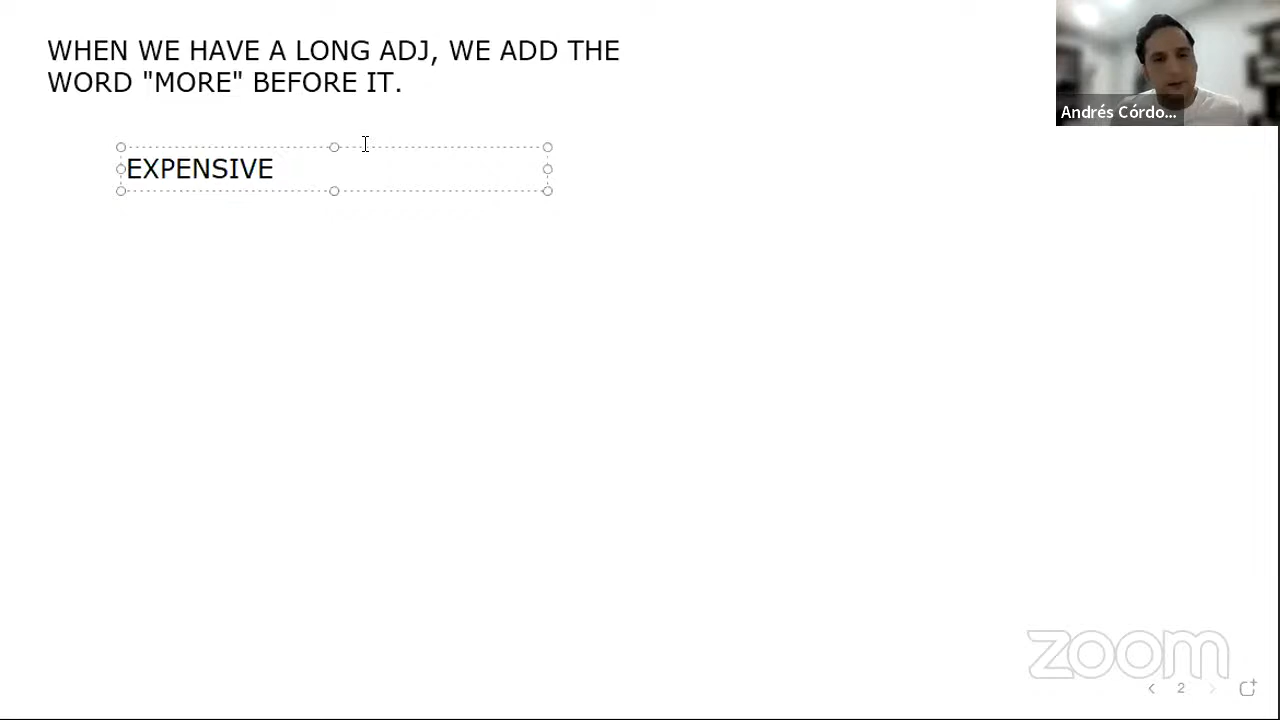 WHEN WE HAVE A LONG ADJ, WE ADD THE
WORD "MORE" BEFORE IT.
Andrés Córdo...
EXPENSIVE
zoom
2